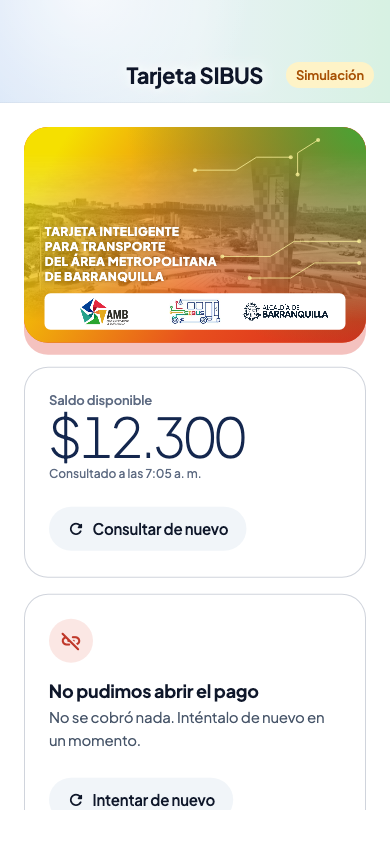 Tarjeta SIBUS
Simulación
TARJETA INTELIGENTE
PARA TRANSPORTE
DEL ÁREA METROPOLITANA
DE BARRANQUILLA
AMB
SIBUS
ALCALDÍA DE
BARRANQUILLA
Saldo disponible
$12.300
Consultado a las 7:05 a. m.
Consultar de nuevo
No pudimos abrir el pago
No se cobró nada. Inténtalo de nuevo en
un momento.
Intentar de nuevo